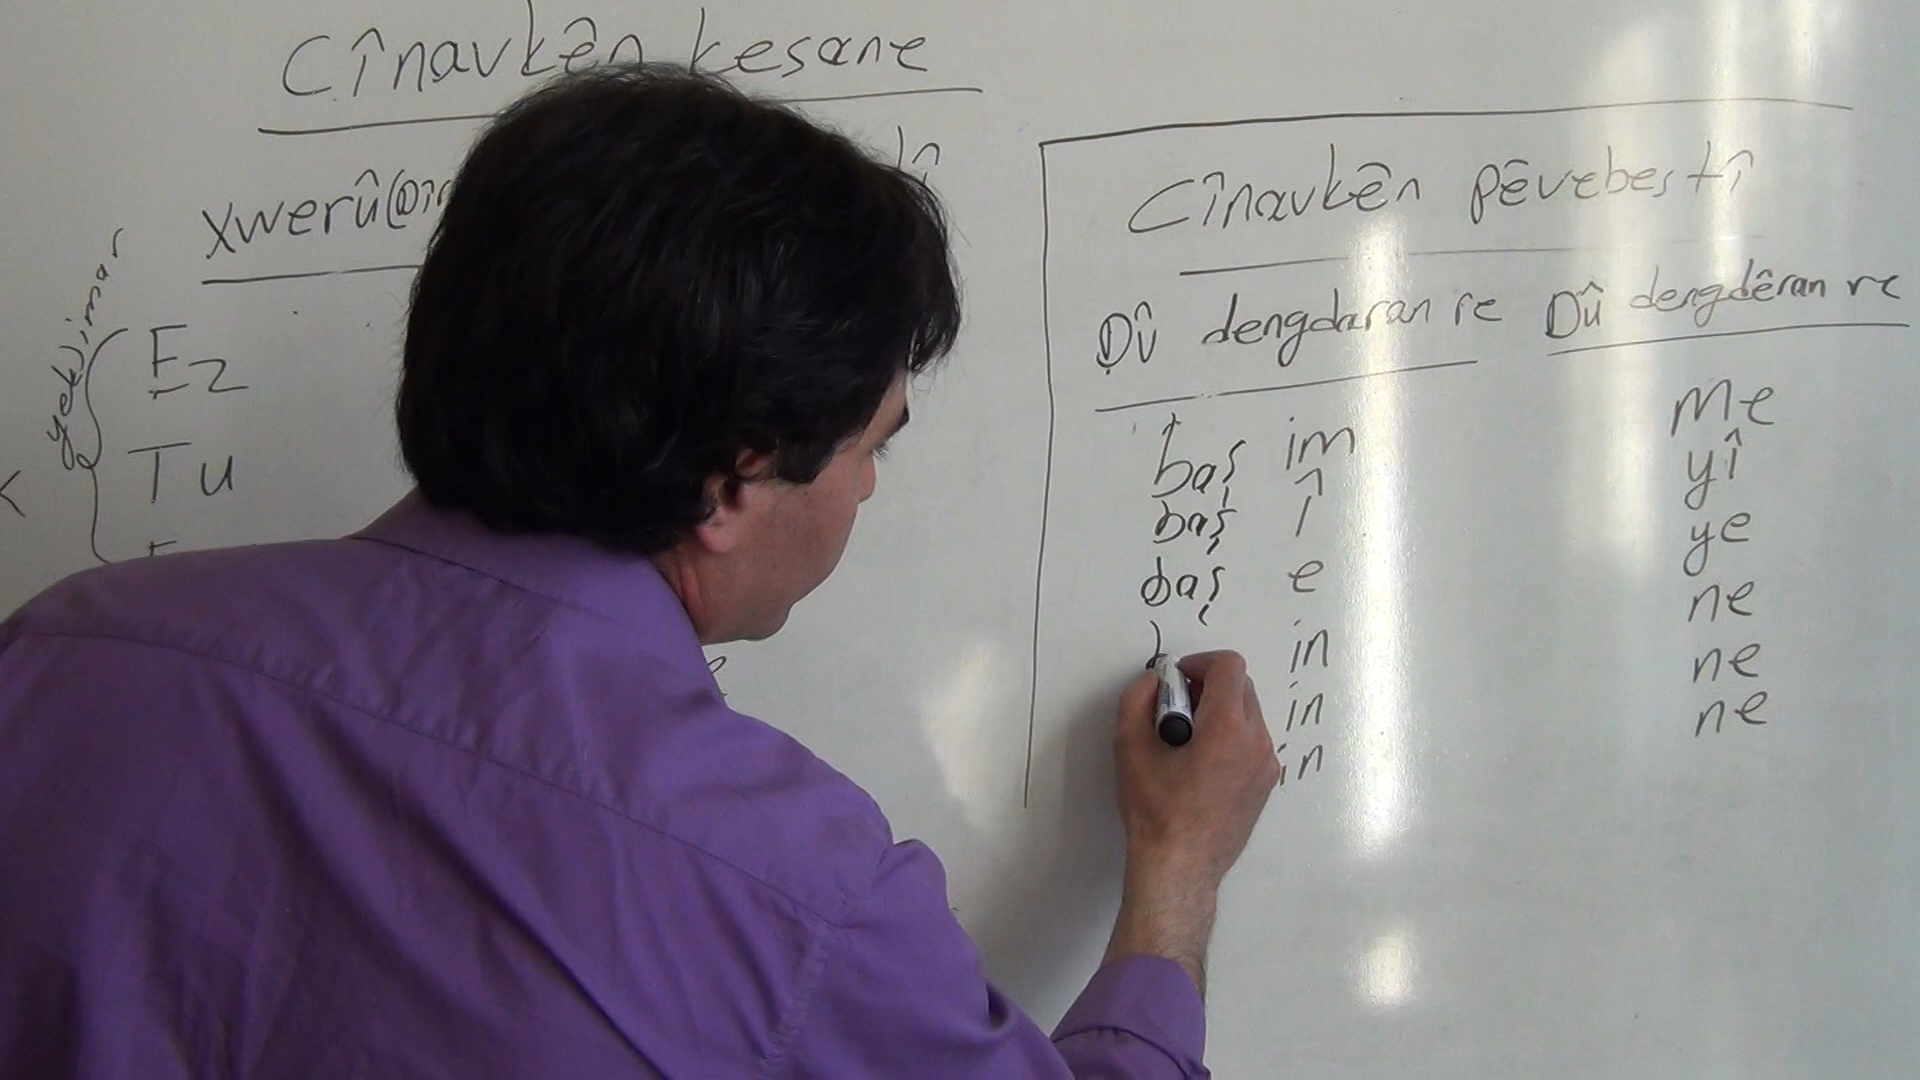 Cînavkên kesane
xwerû(
yekjimar
Ez
Tu
Cînavkên pêvebestî
Dû dengdaran re
Dû dengdêran re
baş im
baş î
baş e
in
in
in
me
yî
ye
ne
ne
ne